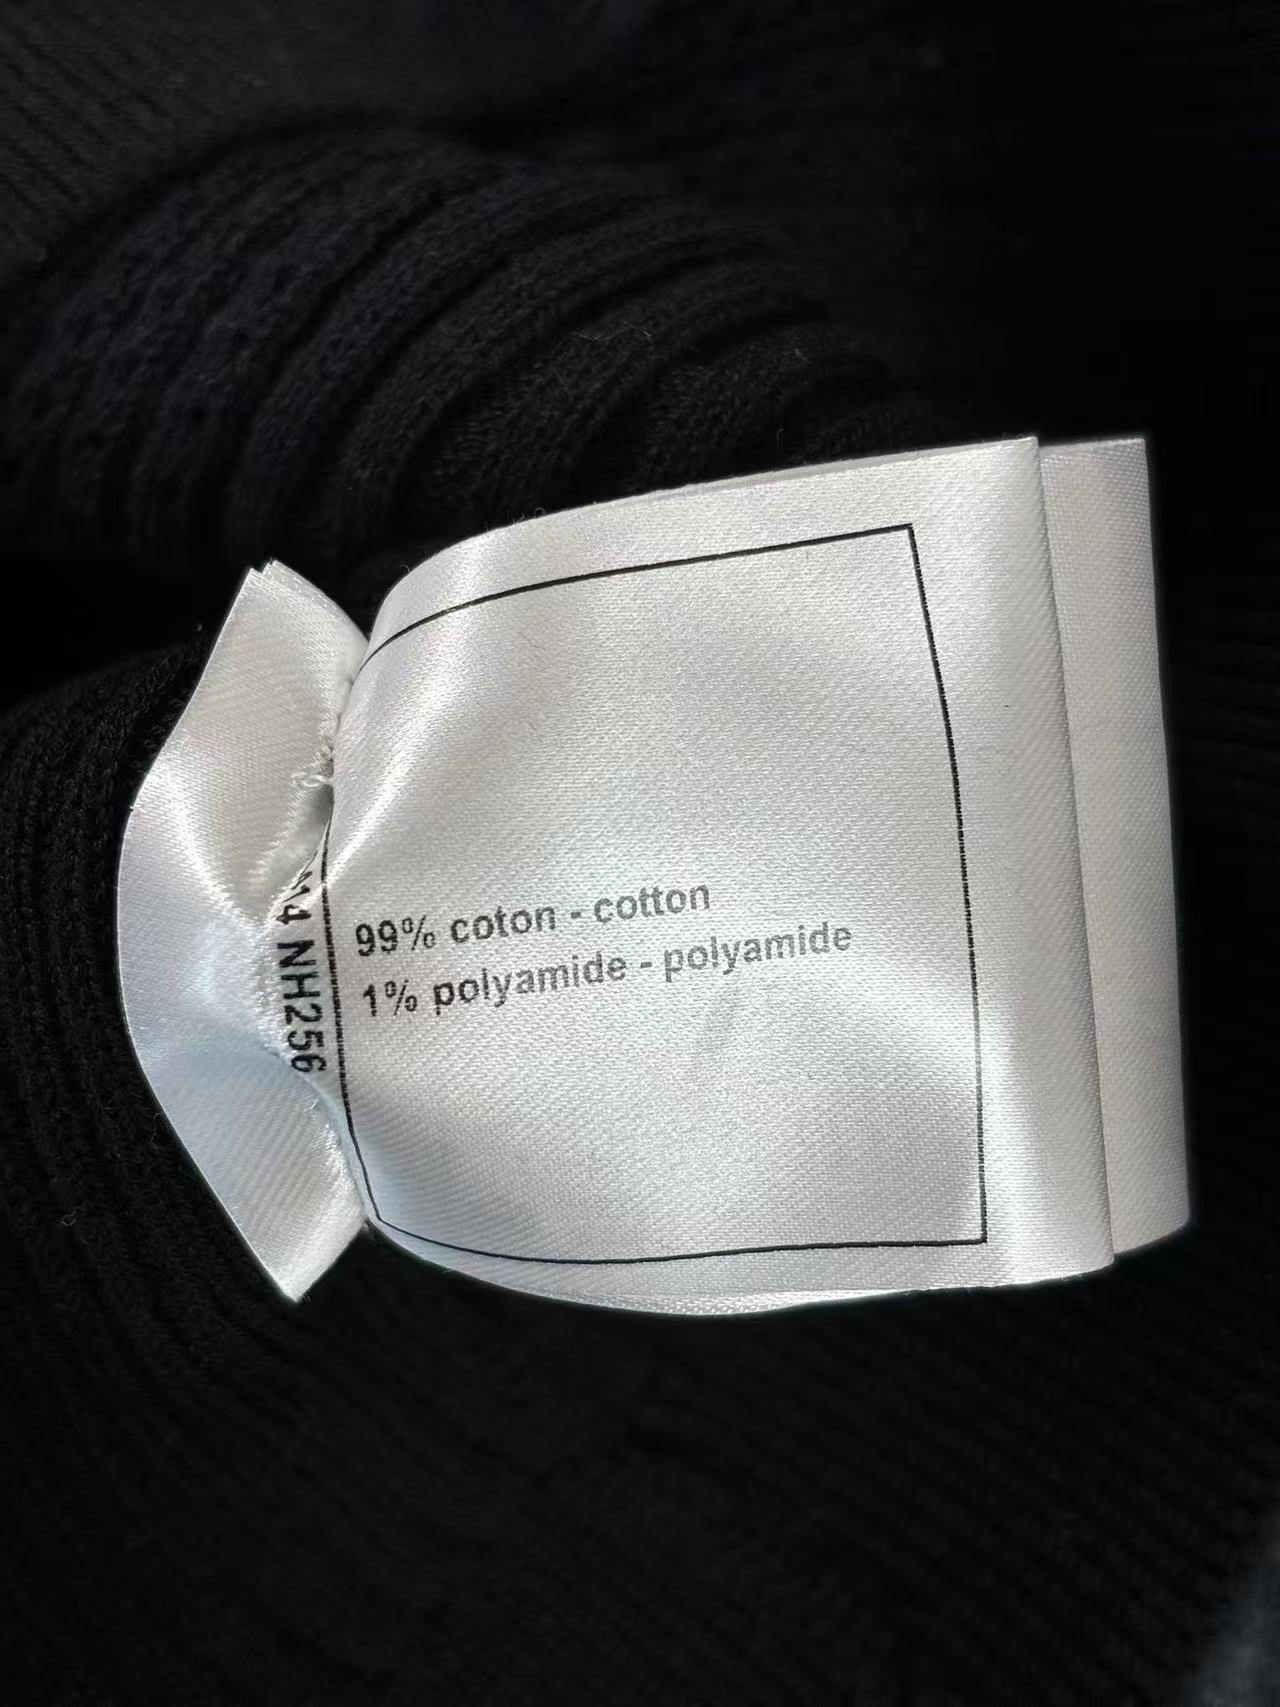 99% coton - cotton
1% polyamide - polyamide
NH256